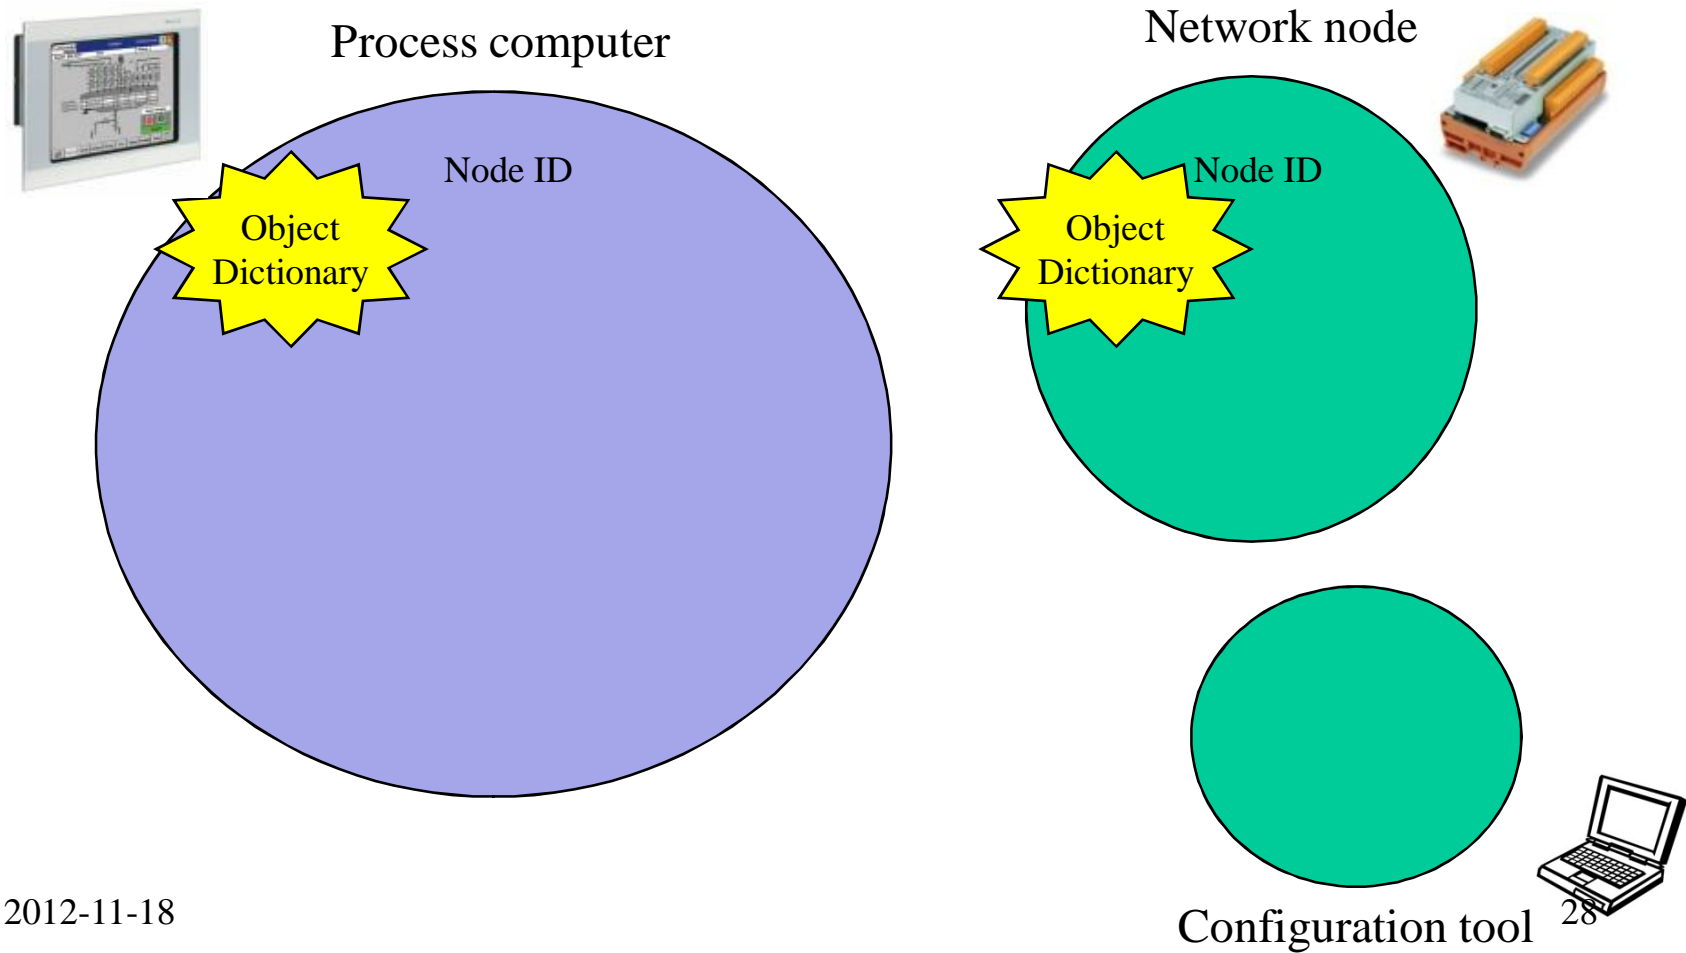 Process computer
Network node
Node ID
Object
Dictionary
Node ID
Object
Dictionary
2012-11-18
Configuration tool
28